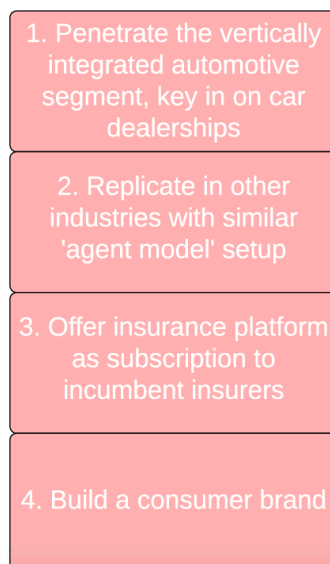 1. Penetrate the vertically
integrated automotive
segment, key in on car
dealerships
2. Replicate in other
industries with similar
'agent model' setup
3. Offer insurance platform
as subscription to
incumbent insurers
4. Build a consumer brand